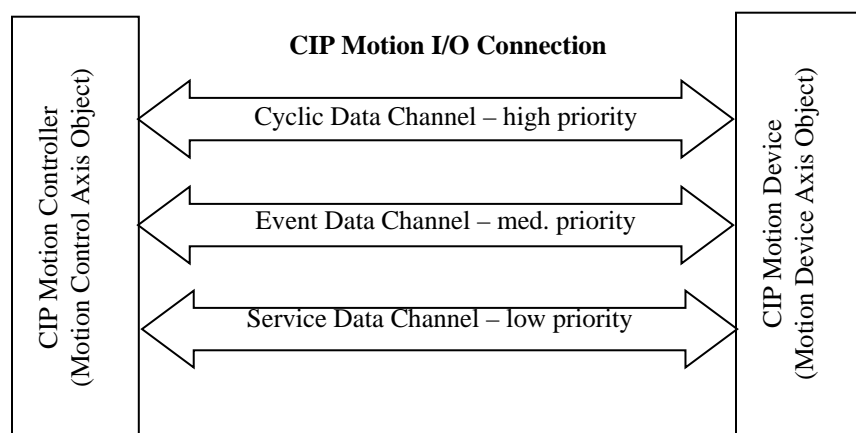 CIP Motion I/O Connection
CIP Motion Controller
(Motion Control Axis Object)
Cyclic Data Channel – high priority
Event Data Channel – med. priority
Service Data Channel – low priority
CIP Motion Device
(Motion Device Axis Object)